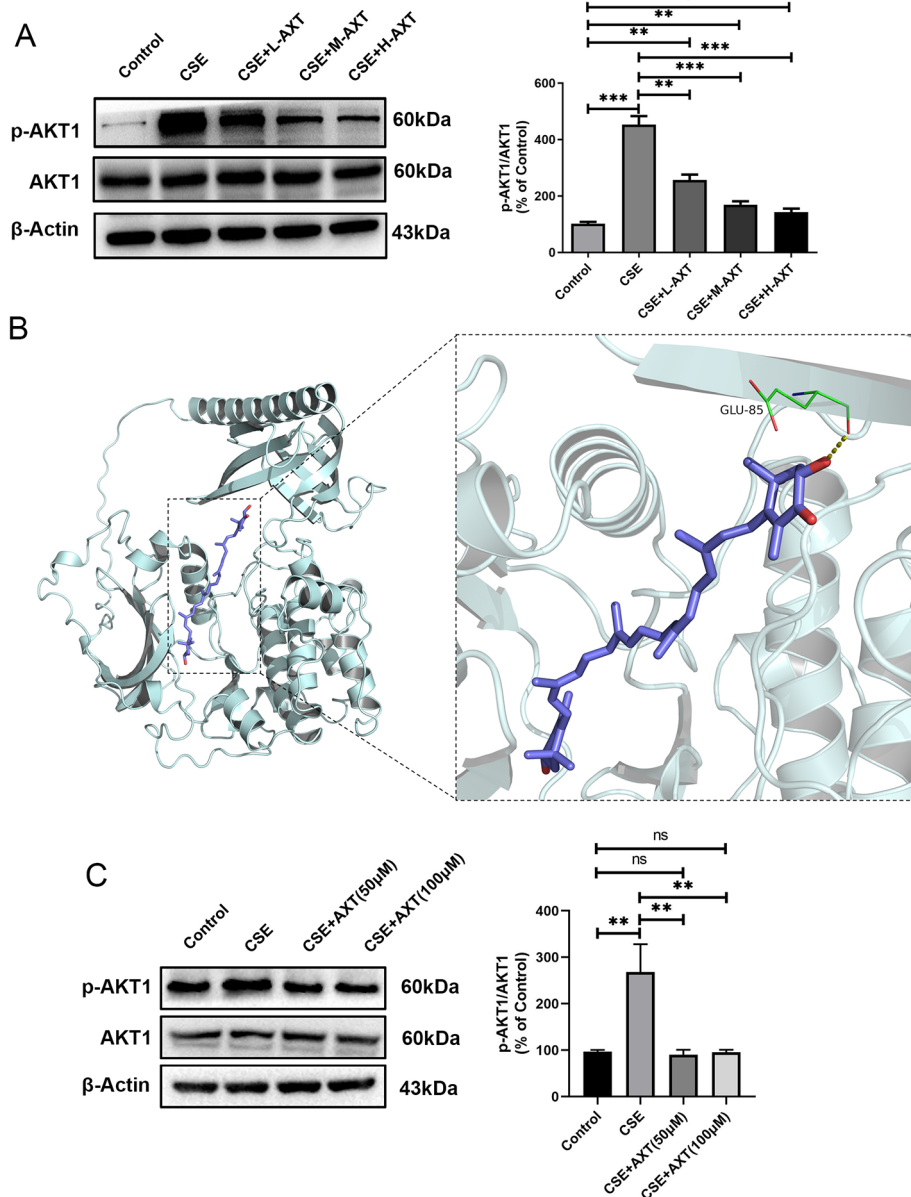 A
Control
CSE
CSE+L-AXT
CSE+M-AXT
CSE+H-AXT
p-AKT1
60kDa
AKT1
60kDa
β-Actin
43kDa
**
**
***
***
**
***
p-AKT1/AKT1
(% of Control)
600
400
200
0
Control
CSE
CSE+L-AXT
CSE+M-AXT
CSE+H-AXT
B
GLU-85
C
Control
CSE
CSE+AXT(50μM)
CSE+AXT(100μM)
p-AKT1
60kDa
AKT1
60kDa
β-Actin
43kDa
ns
ns
**
**
**
p-AKT1/AKT1
(% of Control)
400
300
200
100
0
Control
CSE
CSE+AXT(50μM)
CSE+AXT(100μM)